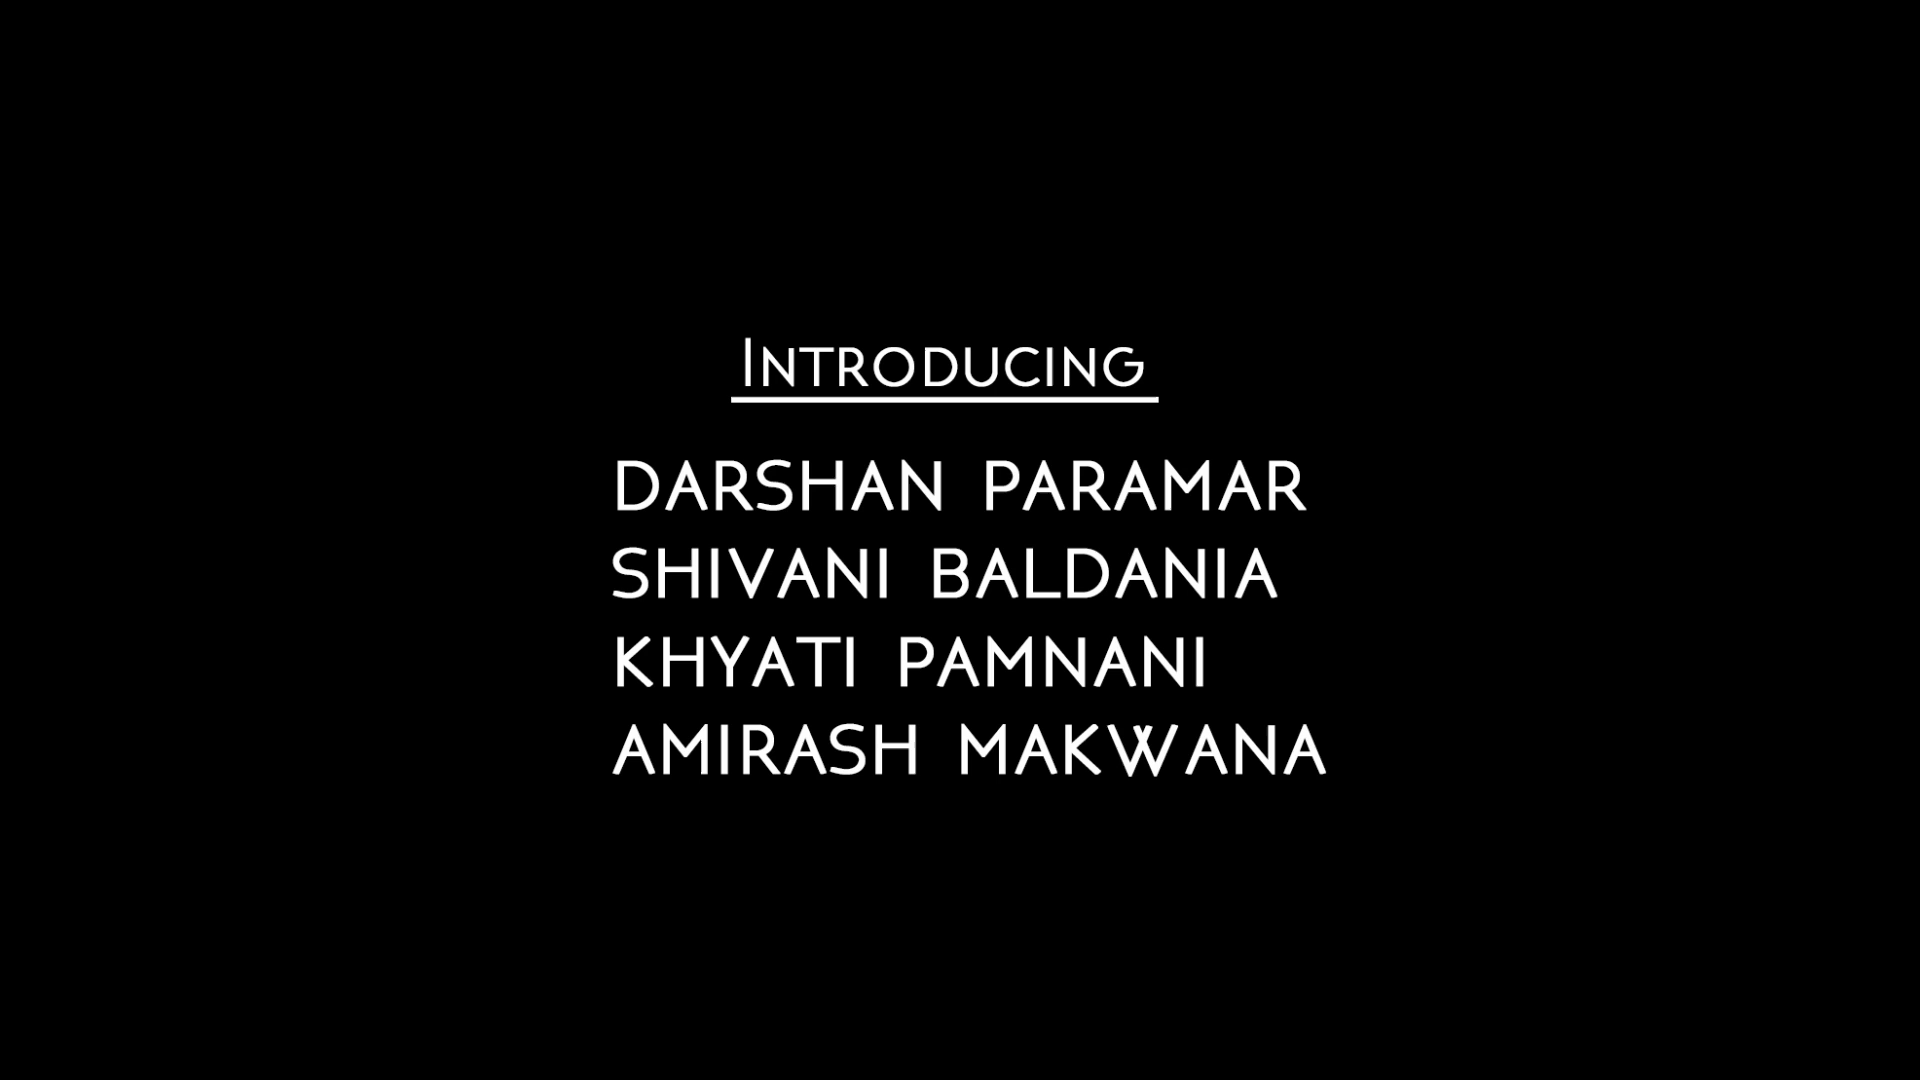 Introducing
DARSHAN PARAMAR
SHIVANI BALDANIA
KHYATI PAMNANI
AMIRASH MAKWANA